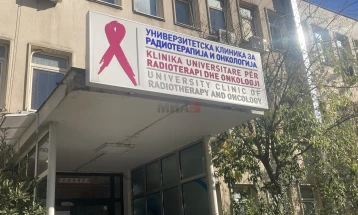 УНИВЕРЗИТЕТСКА КЛИНИКА ЗА
РАДИОТЕРАПИЈА И ОНКОЛОГИЈА
KLINIKA UNIVERSITARE PËR
RADIOTERAPI DHE ONKOLOGJI
UNIVERSITY CLINIC OF
RADIOTHERAPY AND ONCOLOGY